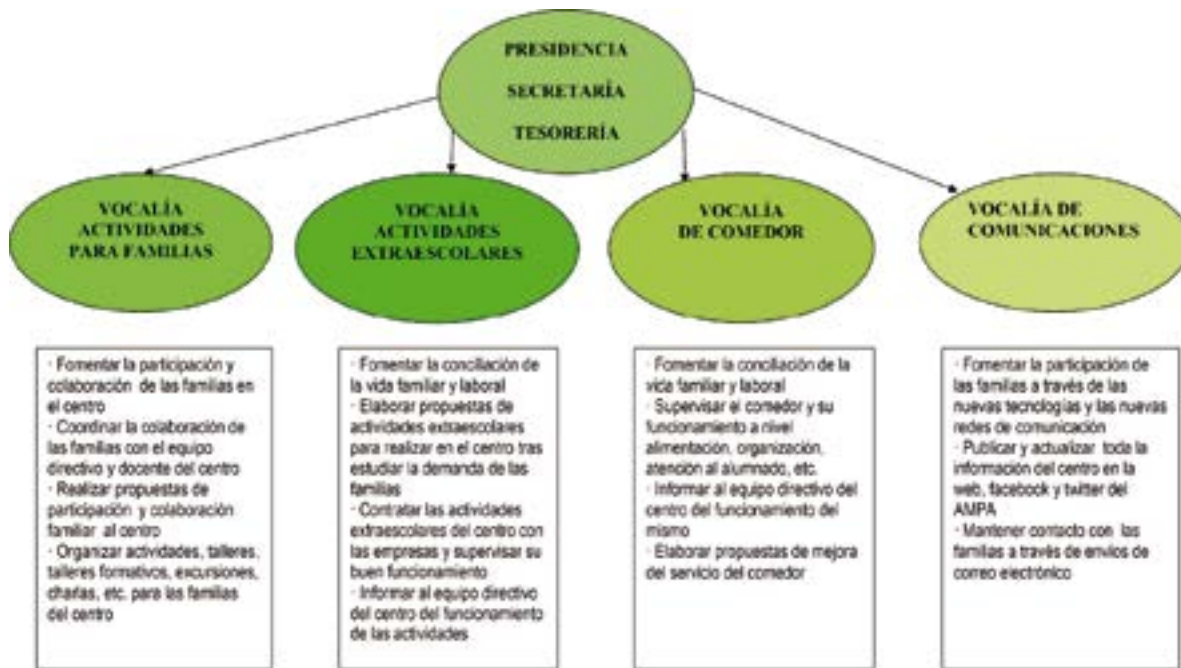 PRESIDENCIA
SECRETARÍA
TESORERÍA
VOCALÍA
ACTIVIDADES
PARA FAMILIAS
VOCALÍA
ACTIVIDADES
EXTRAESCOLARES
VOCALÍA
DE COMEDOR
VOCALÍA DE
COMUNICACIONES
· Fomentar la participación y
colaboración de las familias en
el centro
· Coordinar la colaboración de
las familias con el equipo
directivo y docente del centro
· Realizar propuestas de
participación y colaboración
familiar al centro
· Organizar actividades, talleres,
talleres formativos, excursiones,
charlas, etc. para las familias
del centro
· Fomentar la conciliación de
la vida familiar y laboral
· Elaborar propuestas de
actividades extraescolares
para realizar en el centro tras
estudiar la demanda de las
familias
· Contratar las actividades
extraescolares del centro con
las empresas y supervisar su
buen funcionamiento
· Informar al equipo directivo
del centro del funcionamiento
de las actividades
· Fomentar la conciliación de la
vida familiar y laboral
· Supervisar el comedor y su
funcionamiento a nivel
alimentación, organización,
atención al alumnado, etc.
· Informar al equipo directivo del
centro del funcionamiento del
mismo
· Elaborar propuestas de mejora
del servicio del comedor
· Fomentar la participación de
las familias a través de las
nuevas tecnologías y las nuevas
redes de comunicación
· Publicar y actualizar toda la
información del centro en la
web, facebook y twitter del
AMPA
· Mantener contacto con las
familias a través de envíos de
correo electrónico